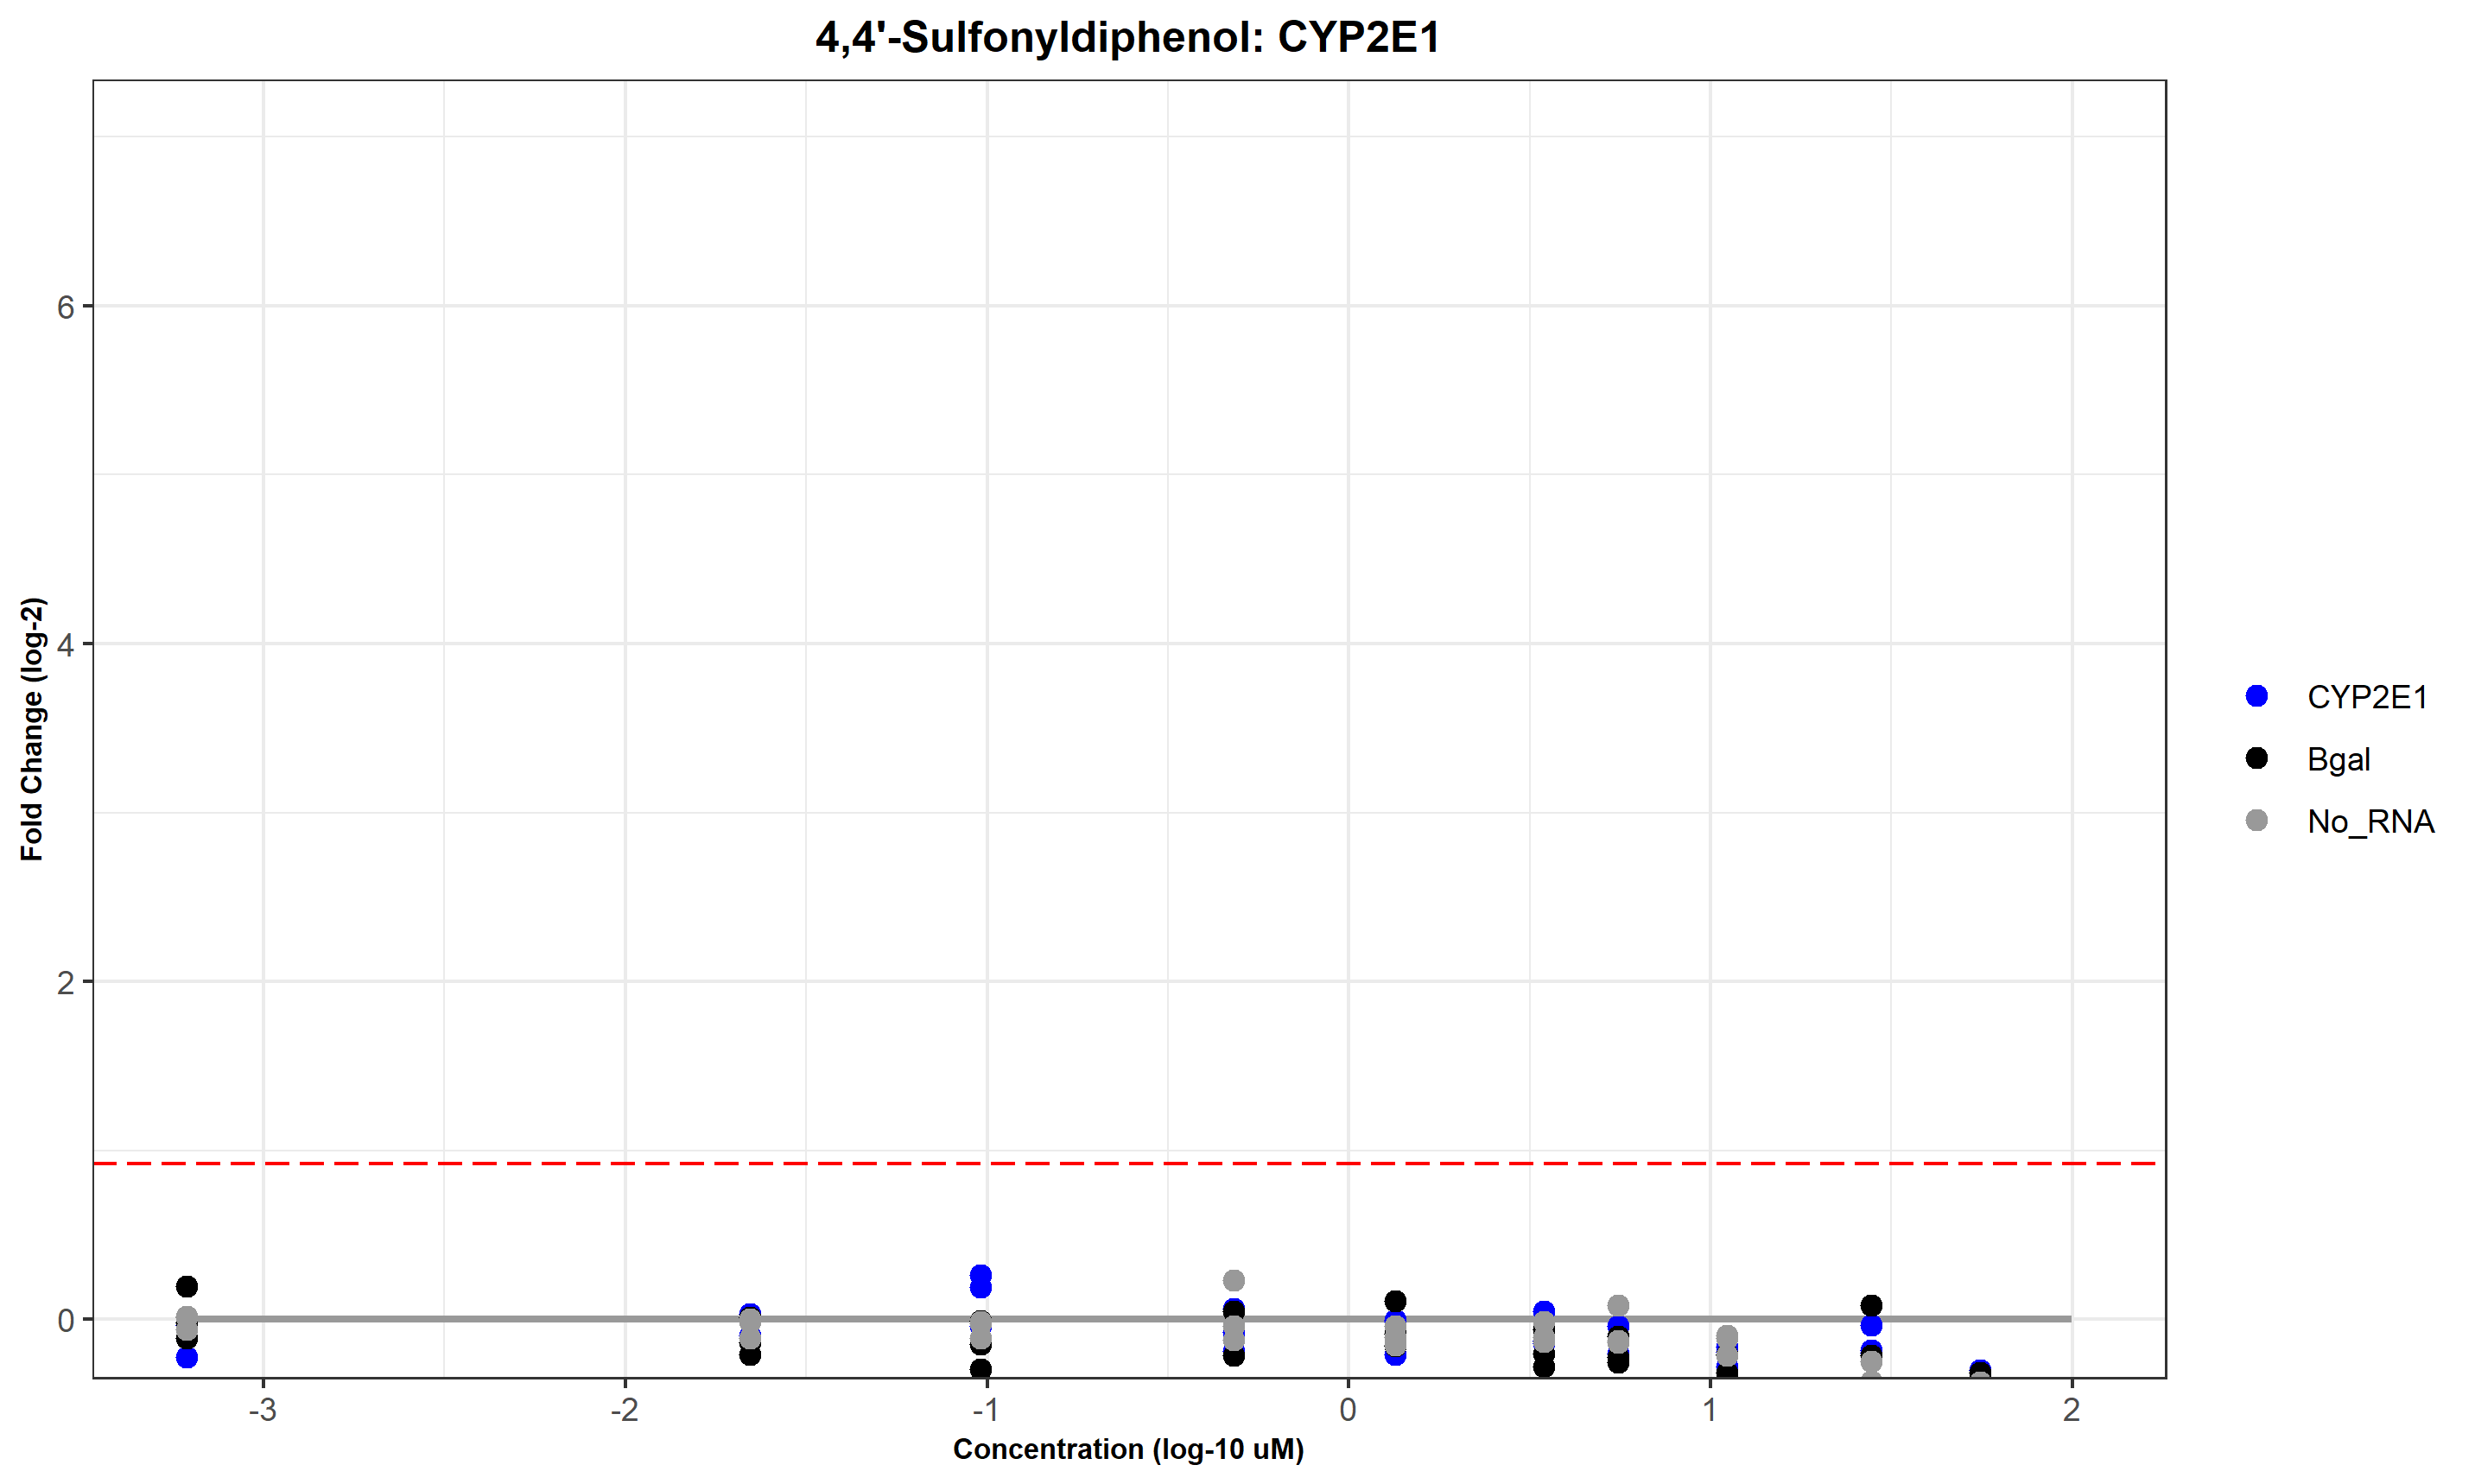 4,4'-Sulfonyldiphenol: CYP2E1
Fold Change (log-2)
6
4
2
0
-3
-2
-1
0
1
2
Concentration (log-10 uM)
CYP2E1
Bgal
No_RNA